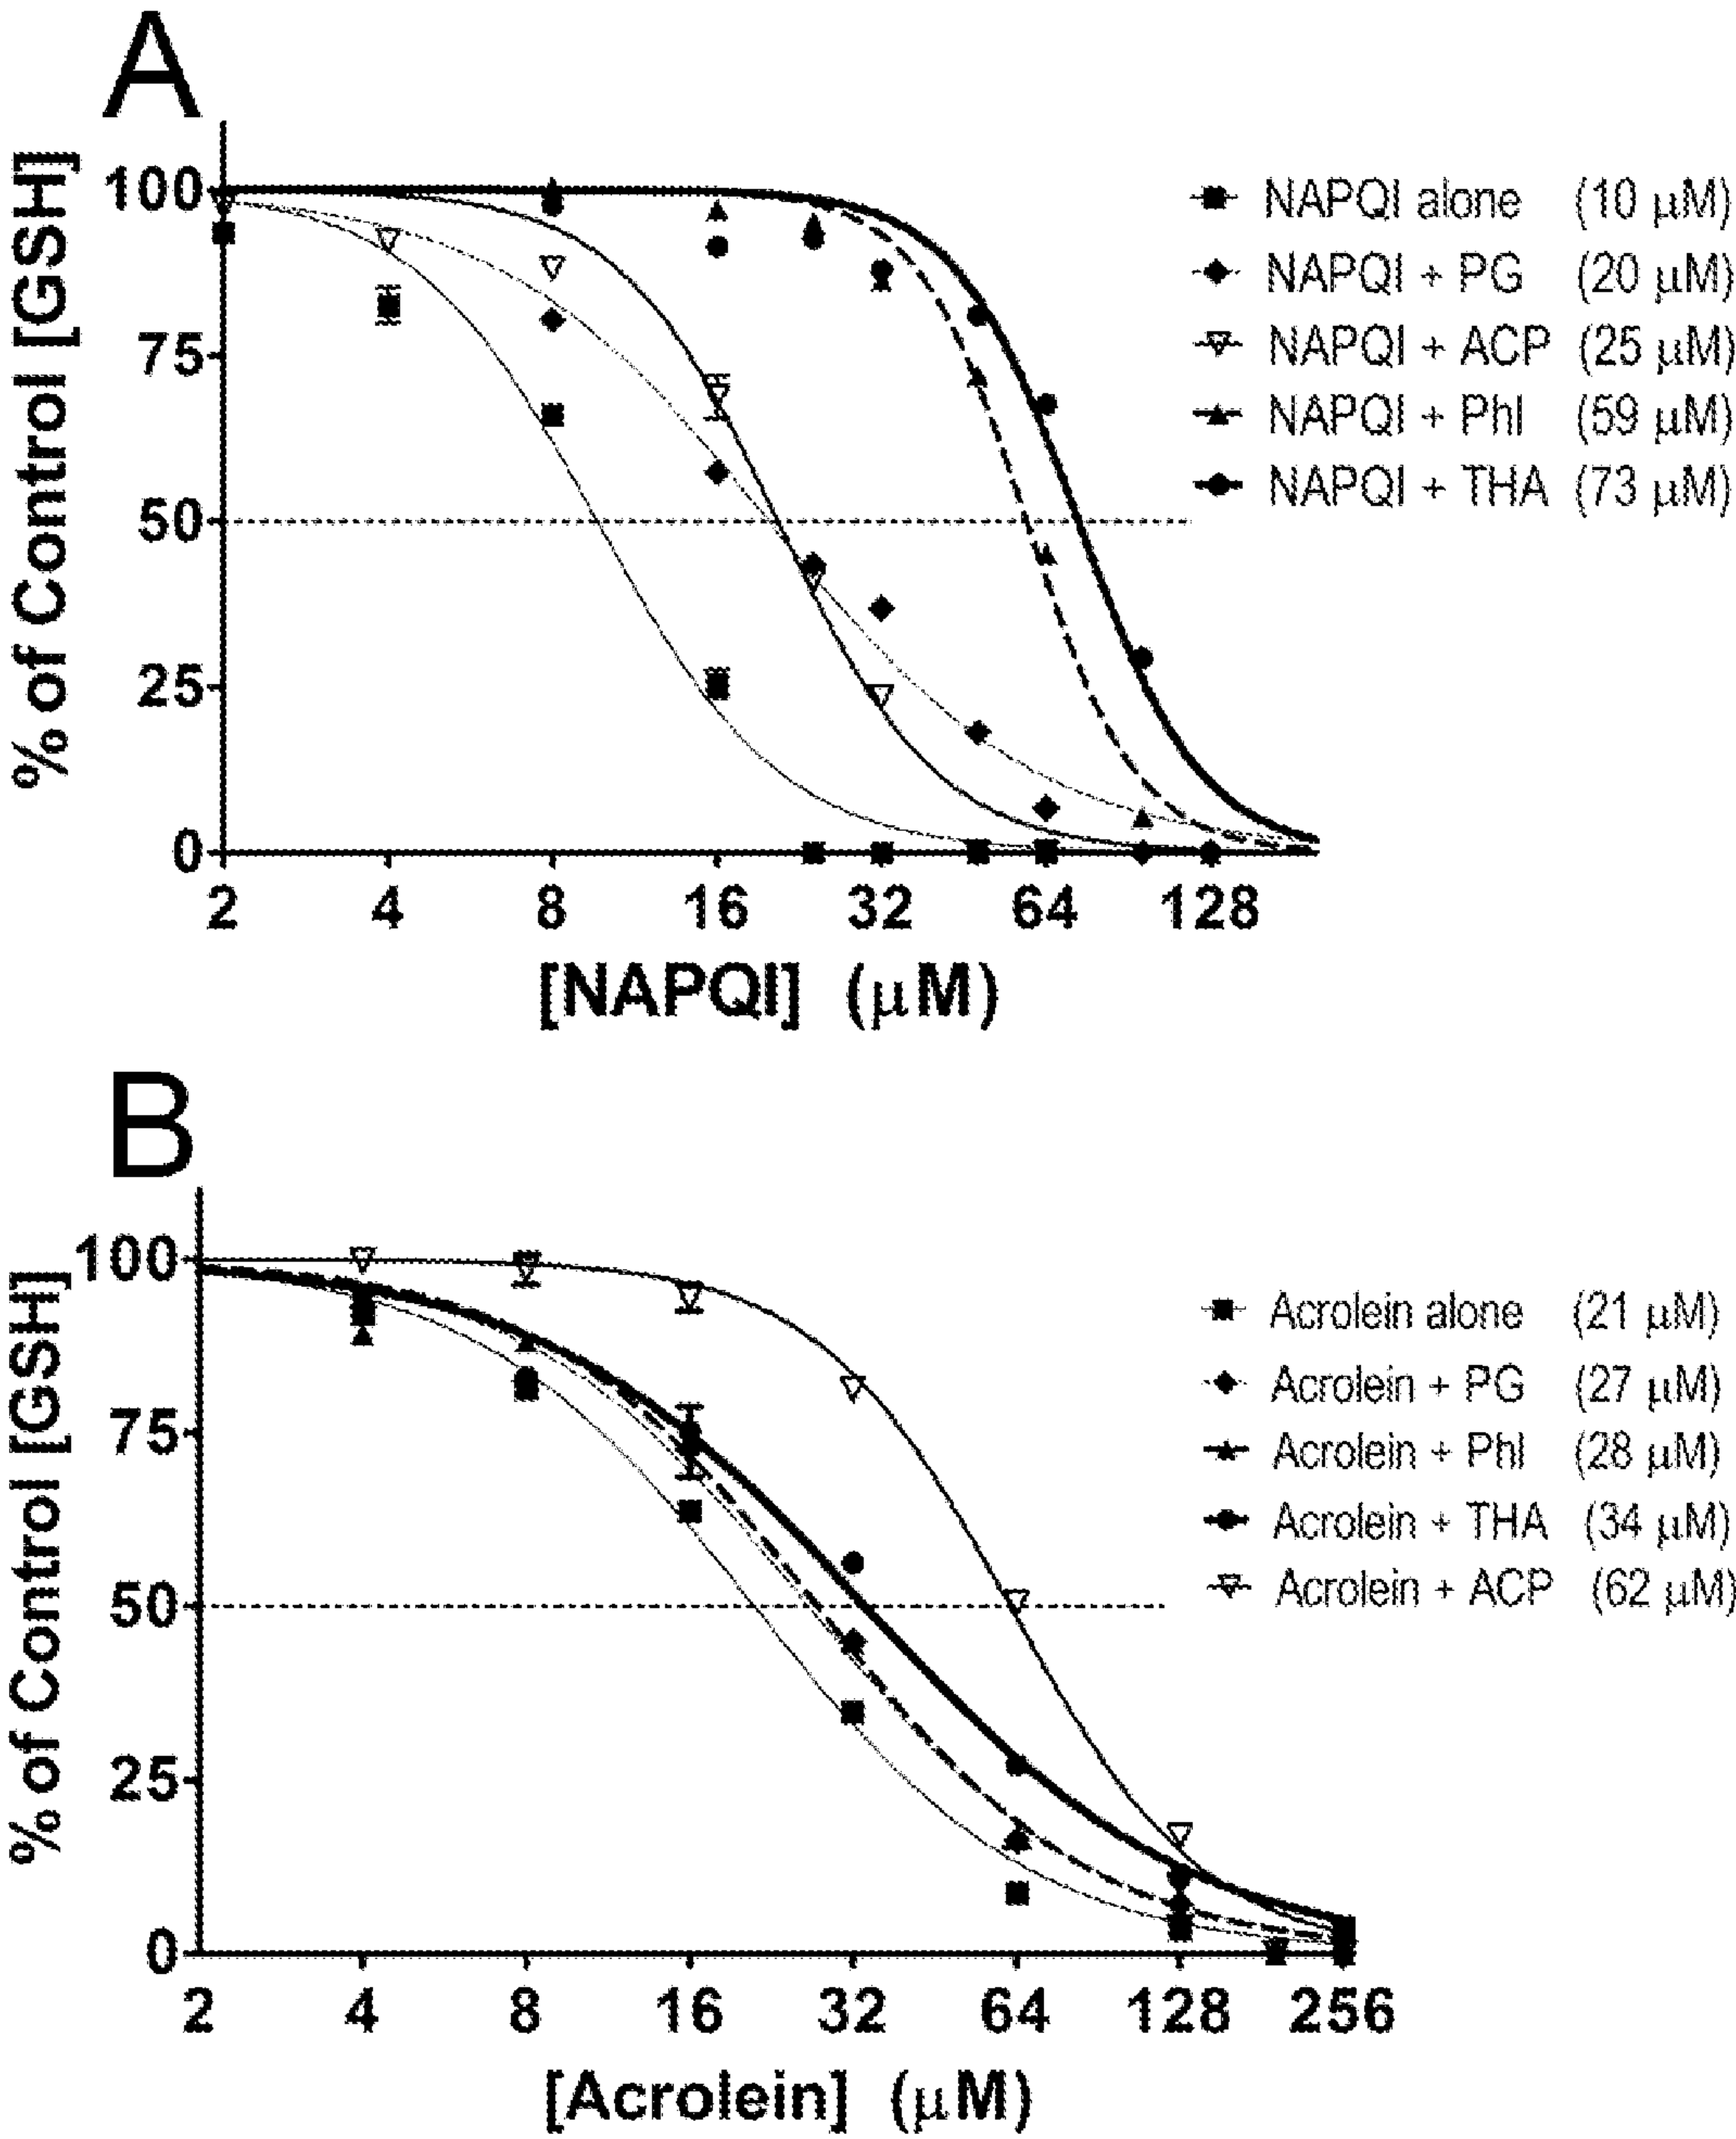 A
% of Control [GSH]
100
75
50
25
0
2 4 8 16 32 64 128
[NAPQI] (μM)
NAPQI alone (10 μM)
NAPQI + PG (20 μM)
NAPQI + ACP (25 μM)
NAPQI + Phl (59 μM)
NAPQI + THA (73 μM)
B
% of Control [GSH]
100
75
50
25
0
2 4 8 16 32 64 128 256
[Acrolein] (μM)
Acrolein alone (21 μM)
Acrolein + PG (27 μM)
Acrolein + Phl (28 μM)
Acrolein + THA (34 μM)
Acrolein + ACP (62 μM)